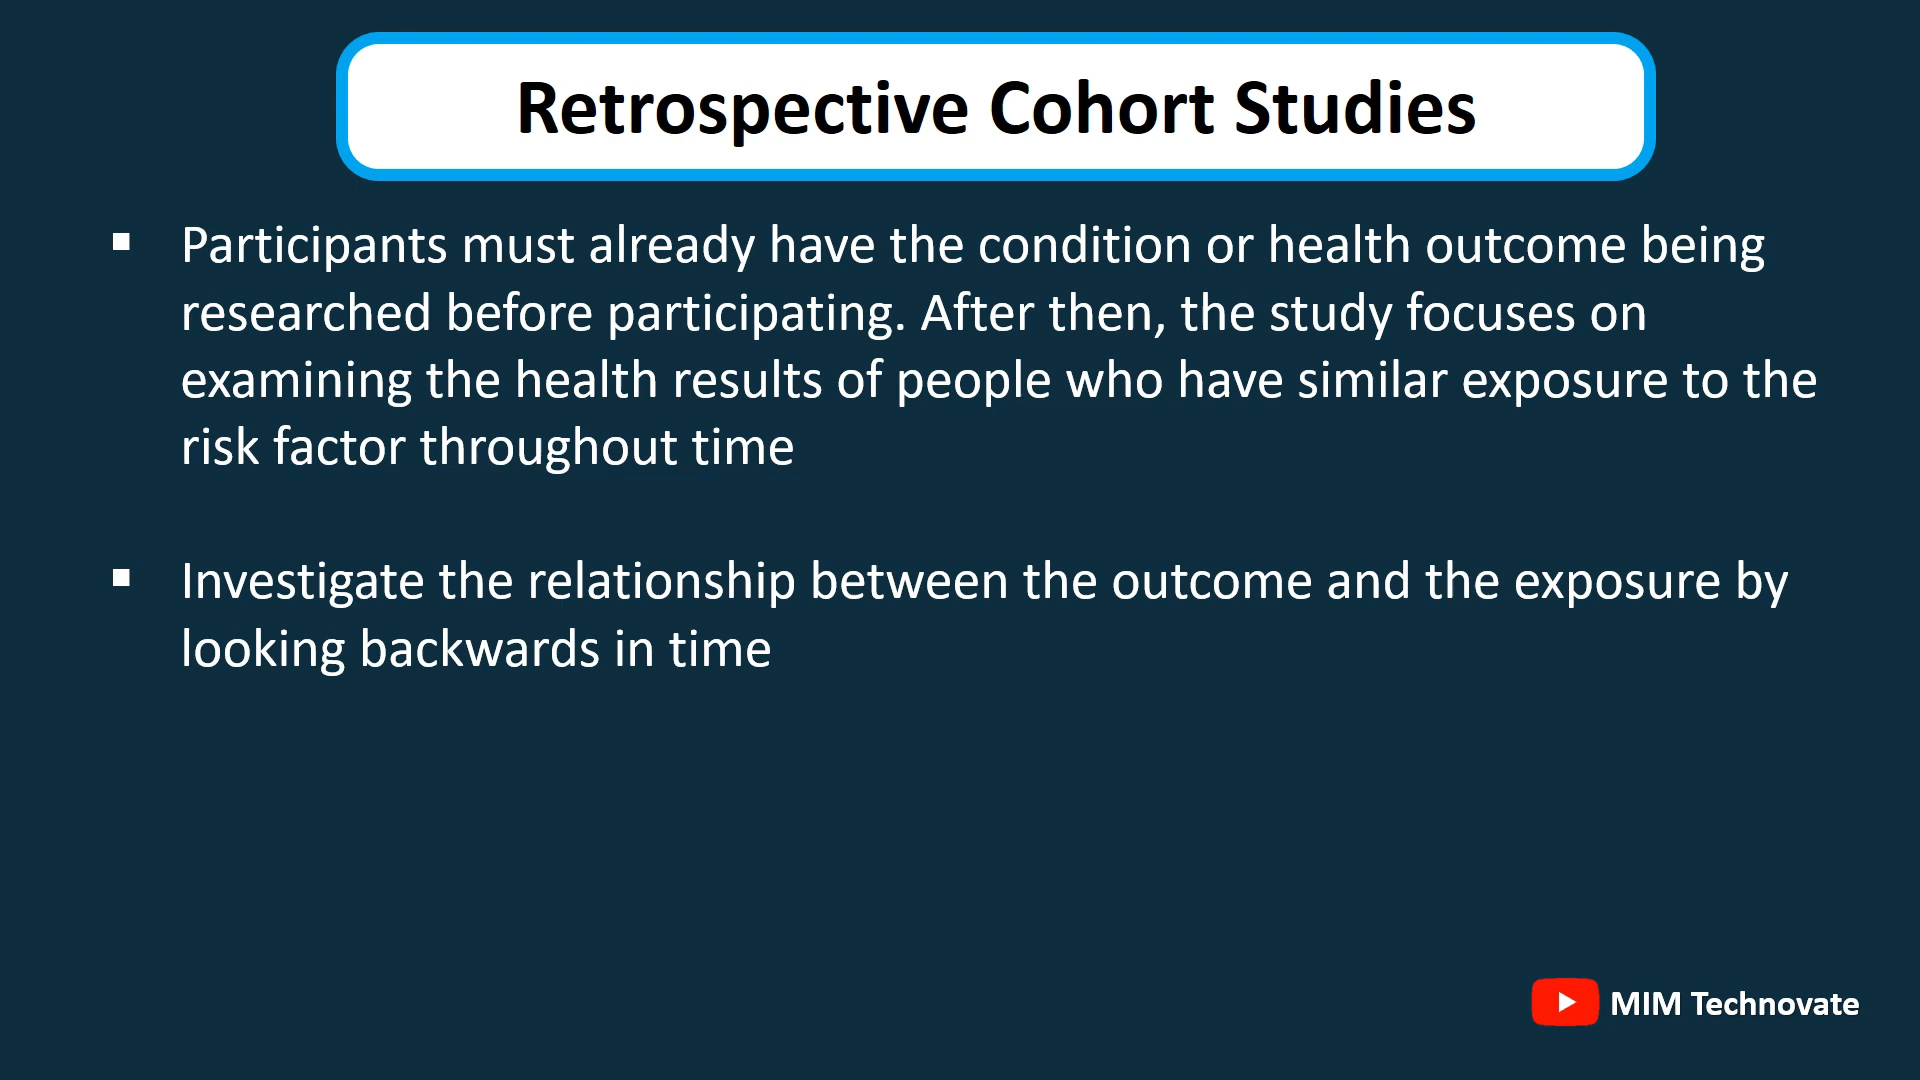 Retrospective Cohort Studies
▪ Participants must already have the condition or health outcome being
researched before participating. After then, the study focuses on
examining the health results of people who have similar exposure to the
risk factor throughout time
▪ Investigate the relationship between the outcome and the exposure by
looking backwards in time
MIM Technovate